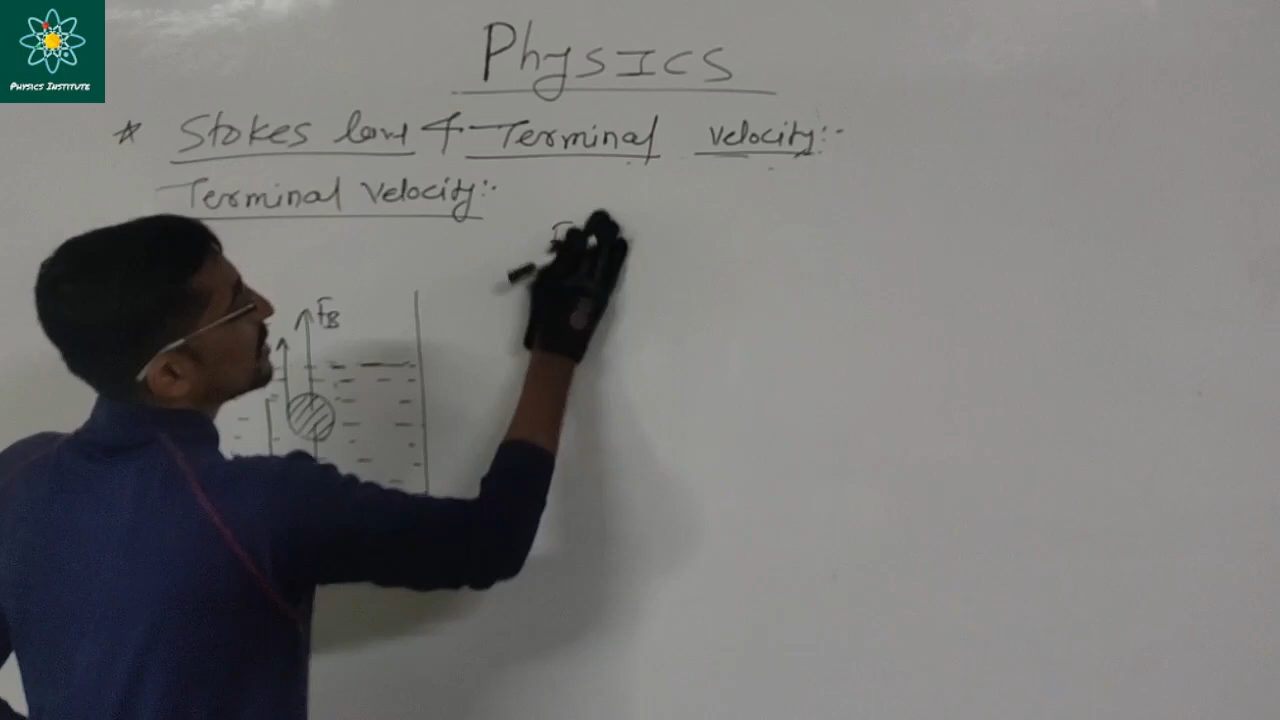 PHYSICS INSTITUTE
Physics
* Stokes law & Terminal velocity:-
Terminal velocity:-
FB